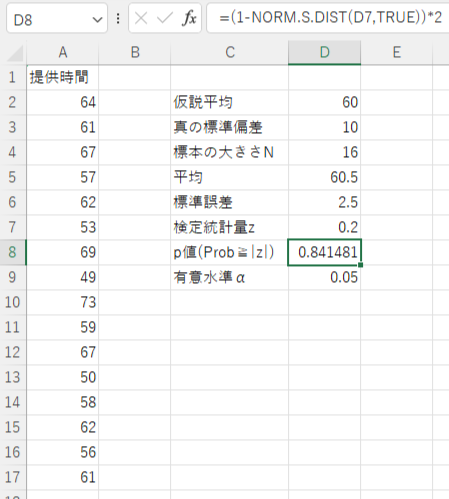 D8 fx =(1-NORM.S.DIST(D7,TRUE))*2
A B C D E
1 提供時間
2 64 仮説平均 60
3 61 真の標準偏差 10
4 67 標本の大きさN 16
5 57 平均 60.5
6 62 標準誤差 2.5
7 53 検定統計量z 0.2
8 69 p値(Prob≧|z|) 0.841481
9 49 有意水準α 0.05
10 73
11 59
12 67
13 50
14 58
15 62
16 56
17 61